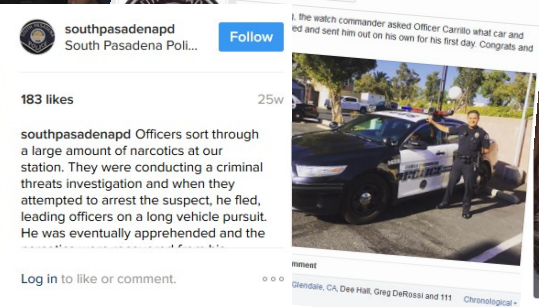 southpasadenapd
South Pasadena Poli...
Follow
183 likes
25w
southpasadenapd Officers sort through
a large amount of narcotics at our
station. They were conducting a criminal
threats investigation and when they
attempted to arrest the suspect, he fled,
leading officers on a long vehicle pursuit.
He was eventually apprehended and the
Log in to like or comment.
the watch commander asked Officer Carrillo what car and
ed and sent him out on his own for his first day. Congrats and
POLICE
mment
Glendale, CA, Dee Hall, Greg DeRossi and 111
Chronological